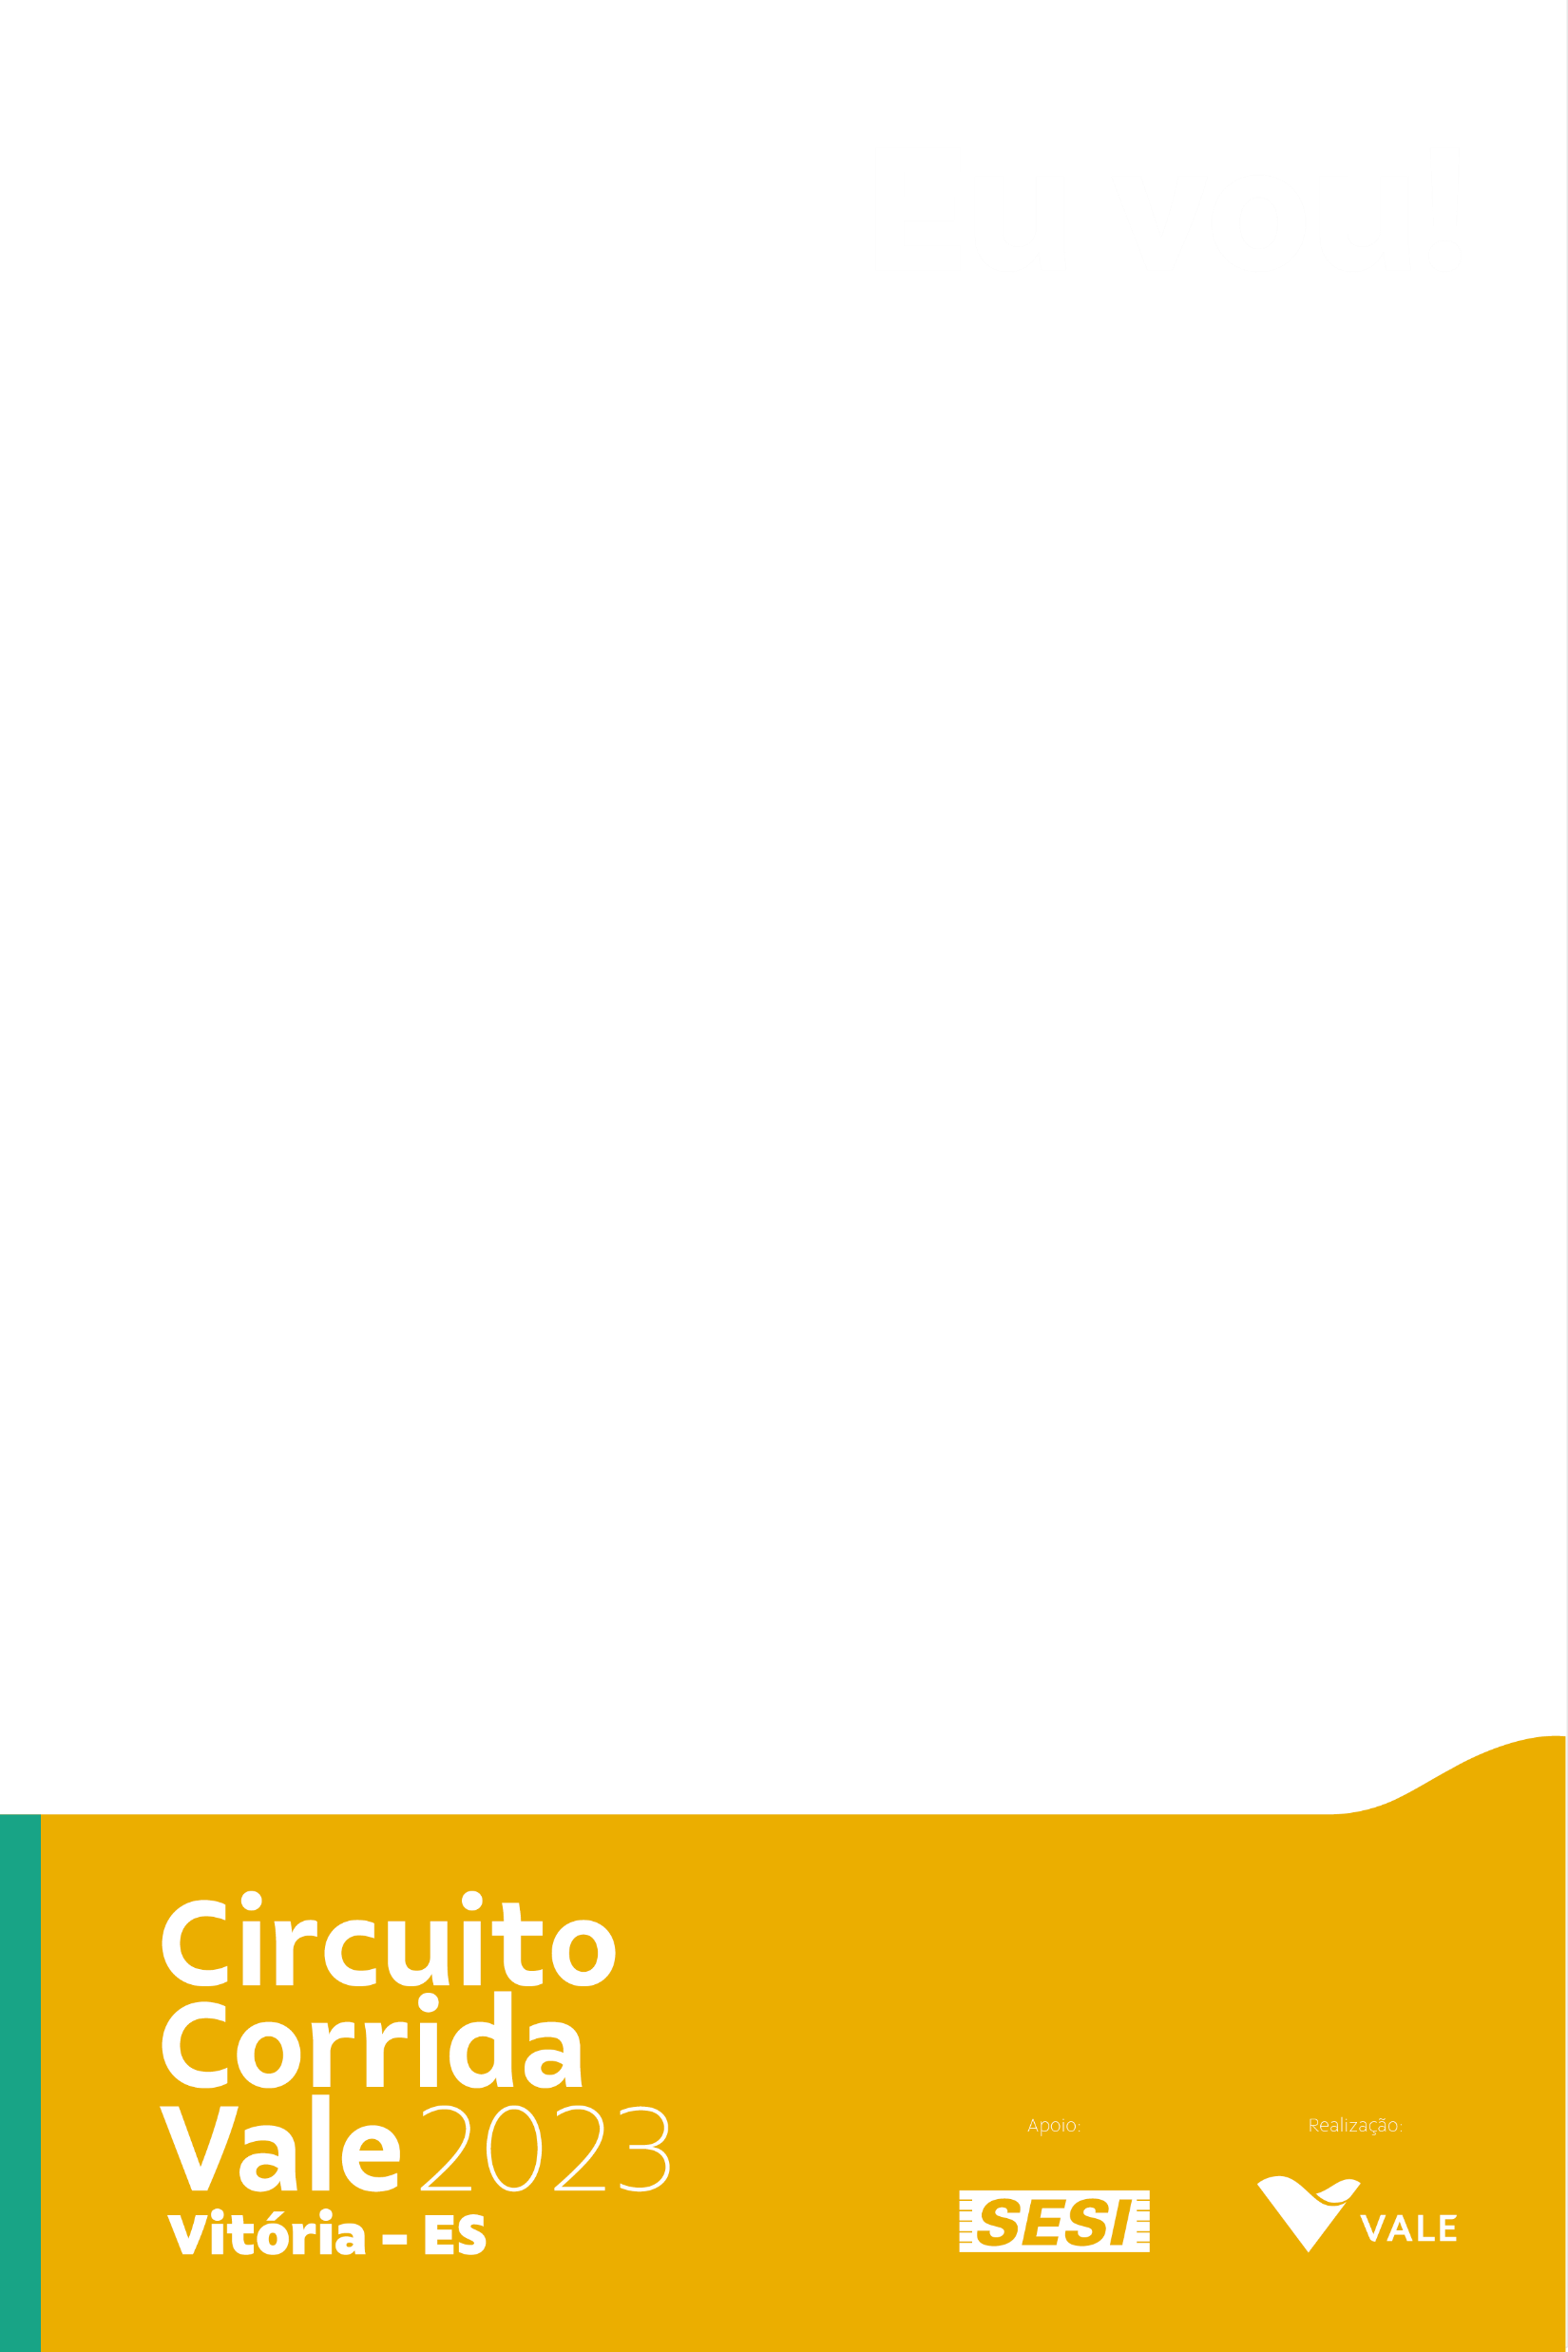 Circuito
Corrida
Vale 2023
Vitória - ES
Apoio:
SESI
Realização:
VALE